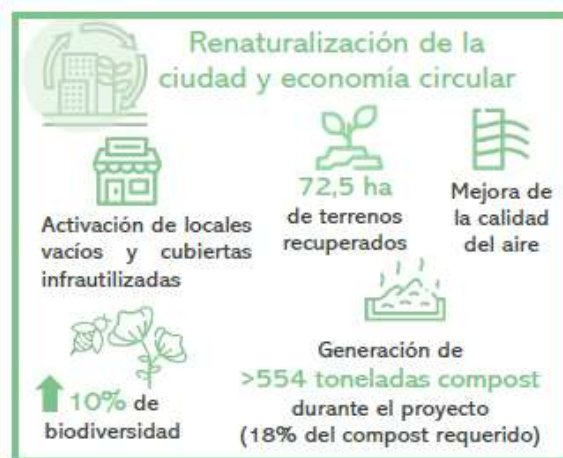 Renaturalización de la
ciudad y economía circular
Activación de locales
vacíos y cubiertas
infrautilizadas
72,5 ha
de terrenos
recuperados
Mejora de
la calidad
del aire
10% de
biodiversidad
Generación de
>554 toneladas compost
durante el proyecto
(18% del compost requerido)